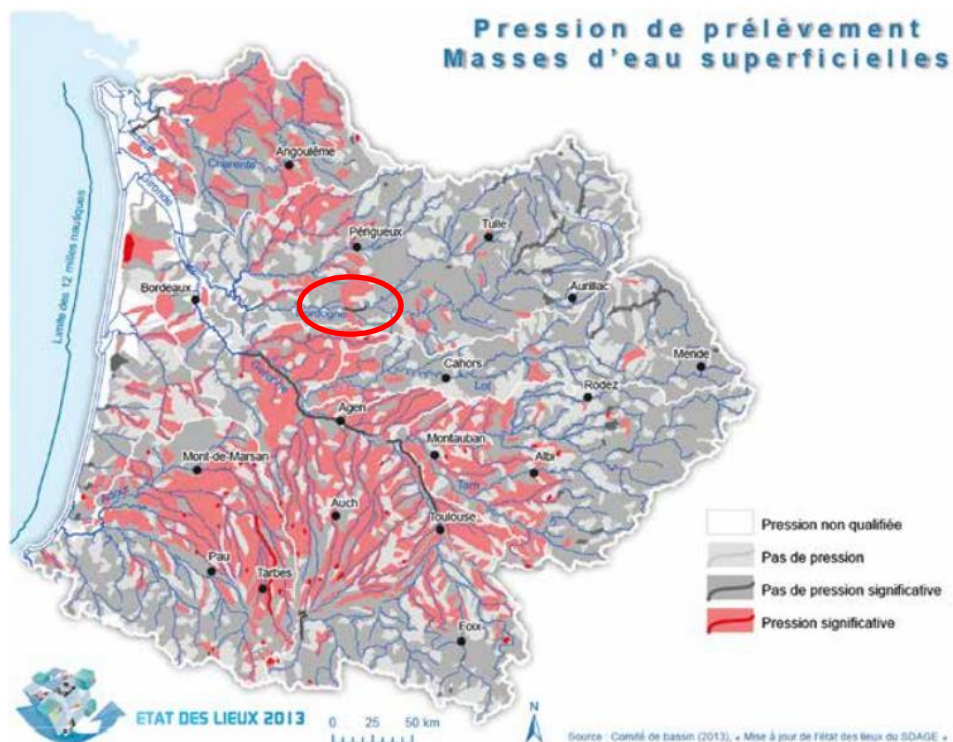 Pression de prélèvement
Masses d'eau superficielles
Limite des 12 milles nautiques
Angoulême
Charente
Gironde
Périgueux
Tulle
Bordeaux
Aurillac
Dordogne
Cahors
Lot
Mende
Rodez
Garonne
Agen
Montauban
Mont-de-Marsan
Albi
Tarn
Adour
Auch
Toulouse
Pau
Tarbes
Foix
Pression non qualifiée
Pas de pression
Pas de pression significative
Pression significative
ETAT DES LIEUX 2013
0 25 50 km
N
Source : Comité de bassin (2013), « Mise à jour de l'état des lieux du SDAGE »